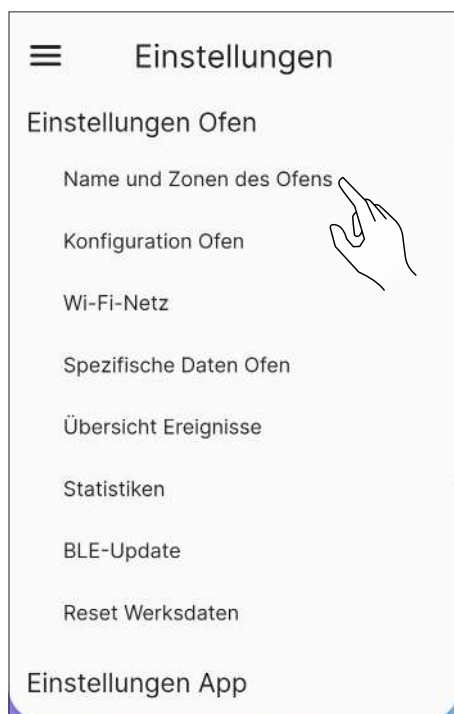 Einstellungen
Einstellungen Ofen
Name und Zonen des Ofens
Konfiguration Ofen
Wi-Fi-Netz
Spezifische Daten Ofen
Übersicht Ereignisse
Statistiken
BLE-Update
Reset Werksdaten
Einstellungen App